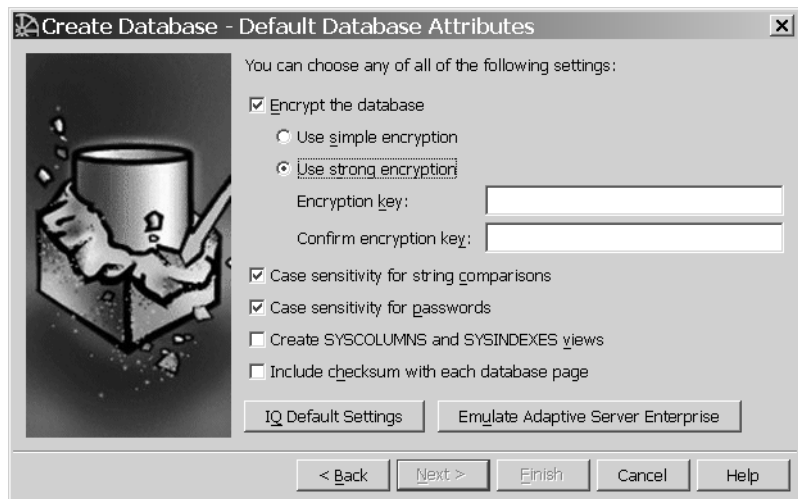 Create Database - Default Database Attributes
You can choose any of all of the following settings:
Encrypt the database
Use simple encryption
Use strong encryption
Encryption key:
Confirm encryption key:
Case sensitivity for string comparisons
Case sensitivity for passwords
Create SYSCOLUMNS and SYSINDEXES views
Include checksum with each database page
IQ Default Settings Emulate Adaptive Server Enterprise
< Back Next > Finish Cancel Help